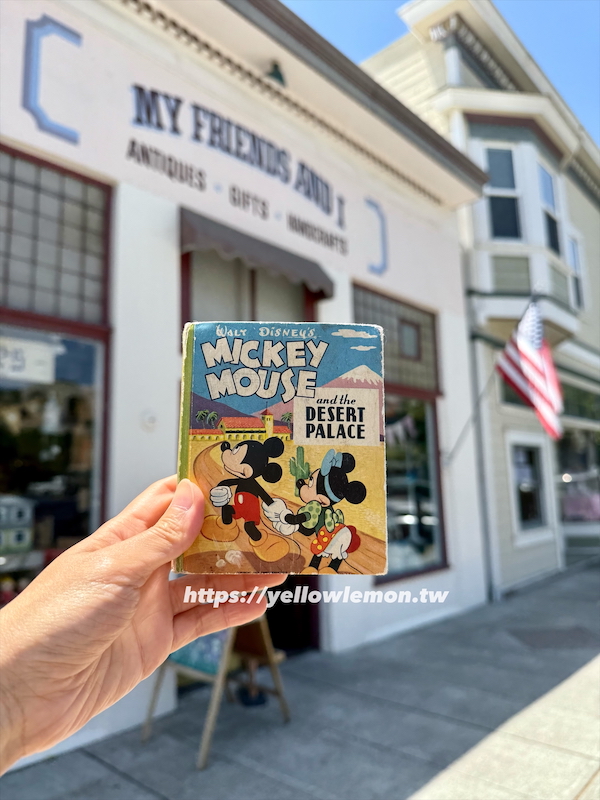 MY FRIENDS AND I
ANTIQUES • GIFTS • HANDCRAFTS
WALT DISNEY'S
MICKEY
MOUSE
and the
DESERT
PALACE
https://yellowlemon.tw